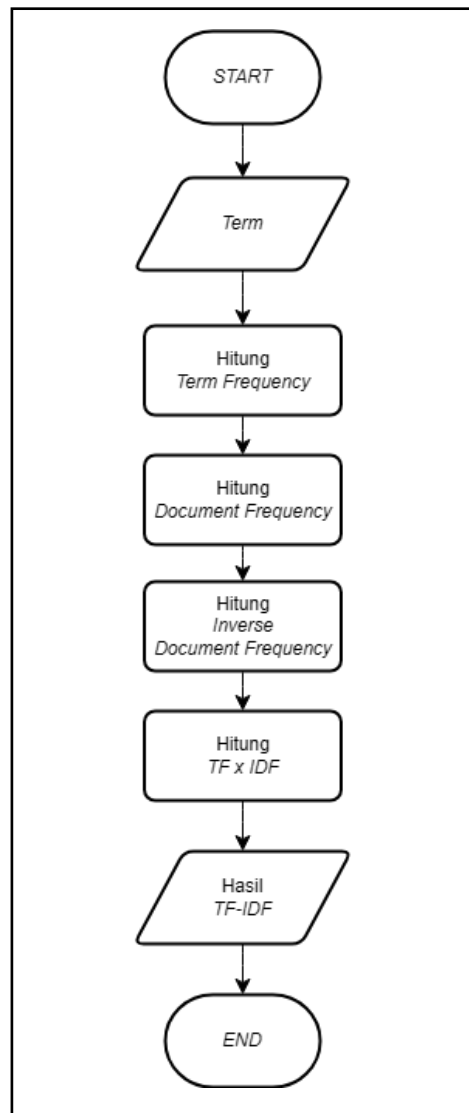 START
Term
Hitung
Term Frequency
Hitung
Document Frequency
Hitung
Inverse
Document Frequency
Hitung
TF x IDF
Hasil
TF-IDF
END